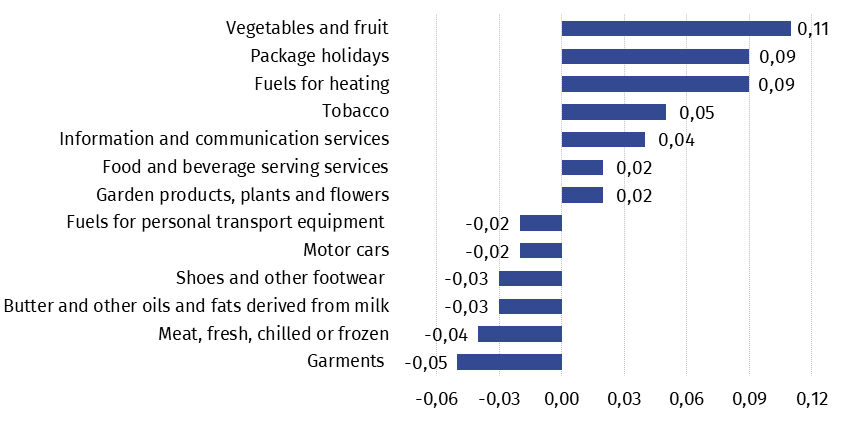 Vegetables and fruit 0,11
Package holidays 0,09
Fuels for heating 0,09
Tobacco 0,05
Information and communication services 0,04
Food and beverage serving services 0,02
Garden products, plants and flowers 0,02
Fuels for personal transport equipment -0,02
Motor cars -0,02
Shoes and other footwear -0,03
Butter and other oils and fats derived from milk -0,03
Meat, fresh, chilled or frozen -0,04
Garments -0,05
-0,06 -0,03 0,00 0,03 0,06 0,09 0,12